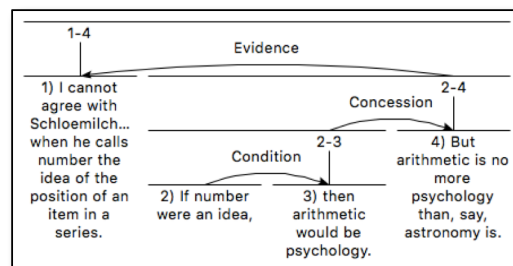 1-4
Evidence
1) I cannot
agree with
Schloemilch...
when he calls
number the
idea of the
position of an
item in a
series.
2-4
Concession
2-3
4) But
arithmetic is no
more
psychology
than, say,
astronomy is.
Condition
2) If number
were an idea,
3) then
arithmetic
would be
psychology.